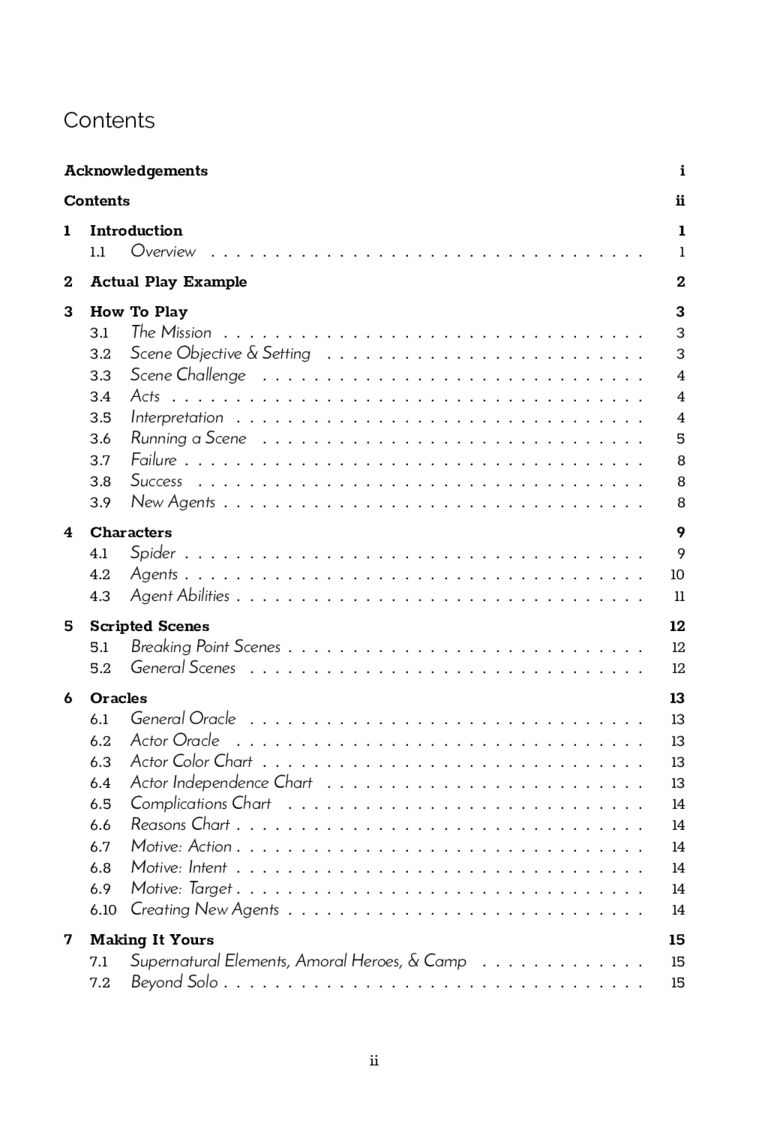 Contents
Acknowledgements i
Contents ii
1 Introduction 1
1.1 Overview . . . . . . . . . . . . . . . . . . . . . . . . . . . . . . . . . . 1
2 Actual Play Example 2
3 How To Play 3
3.1 The Mission . . . . . . . . . . . . . . . . . . . . . . . . . . . . . . . . . 3
3.2 Scene Objective & Setting . . . . . . . . . . . . . . . . . . . . . . . . . 3
3.3 Scene Challenge . . . . . . . . . . . . . . . . . . . . . . . . . . . . . . 4
3.4 Acts . . . . . . . . . . . . . . . . . . . . . . . . . . . . . . . . . . . . . 4
3.5 Interpretation . . . . . . . . . . . . . . . . . . . . . . . . . . . . . . . . 4
3.6 Running a Scene . . . . . . . . . . . . . . . . . . . . . . . . . . . . . . 5
3.7 Failure . . . . . . . . . . . . . . . . . . . . . . . . . . . . . . . . . . . . 8
3.8 Success . . . . . . . . . . . . . . . . . . . . . . . . . . . . . . . . . . . 8
3.9 New Agents . . . . . . . . . . . . . . . . . . . . . . . . . . . . . . . . . 8
4 Characters 9
4.1 Spider . . . . . . . . . . . . . . . . . . . . . . . . . . . . . . . . . . . . 9
4.2 Agents . . . . . . . . . . . . . . . . . . . . . . . . . . . . . . . . . . . . 10
4.3 Agent Abilities . . . . . . . . . . . . . . . . . . . . . . . . . . . . . . . . 11
5 Scripted Scenes 12
5.1 Breaking Point Scenes . . . . . . . . . . . . . . . . . . . . . . . . . . . . 12
5.2 General Scenes . . . . . . . . . . . . . . . . . . . . . . . . . . . . . . . 12
6 Oracles 13
6.1 General Oracle . . . . . . . . . . . . . . . . . . . . . . . . . . . . . . . 13
6.2 Actor Oracle . . . . . . . . . . . . . . . . . . . . . . . . . . . . . . . . 13
6.3 Actor Color Chart . . . . . . . . . . . . . . . . . . . . . . . . . . . . . . 13
6.4 Actor Independence Chart . . . . . . . . . . . . . . . . . . . . . . . . . 13
6.5 Complications Chart . . . . . . . . . . . . . . . . . . . . . . . . . . . . 14
6.6 Reasons Chart . . . . . . . . . . . . . . . . . . . . . . . . . . . . . . . . 14
6.7 Motive: Action . . . . . . . . . . . . . . . . . . . . . . . . . . . . . . . . 14
6.8 Motive: Intent . . . . . . . . . . . . . . . . . . . . . . . . . . . . . . . . 14
6.9 Motive: Target . . . . . . . . . . . . . . . . . . . . . . . . . . . . . . . . 14
6.10 Creating New Agents . . . . . . . . . . . . . . . . . . . . . . . . . . . . 14
7 Making It Yours 15
7.1 Supernatural Elements, Amoral Heroes, & Camp . . . . . . . . . . . . . 15
7.2 Beyond Solo . . . . . . . . . . . . . . . . . . . . . . . . . . . . . . . . . 15
ii